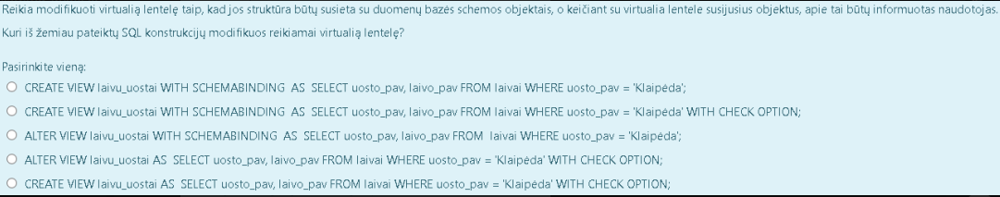 Reikia modifikuoti virtualią lentelę taip, kad jos struktūra būtų susieta su duomenų bazės schemos objektais, o keičiant su virtualia lentele susijusius objektus, apie tai būtų informuotas naudotojas.
Kuri iš žemiau pateiktų SQL konstrukcijų modifikuos reikiamai virtualią lentelę?
Pasirinkite vieną:
CREATE VIEW laivu_uostai WITH SCHEMABINDING AS SELECT uosto_pav, laivo_pav FROM laivai WHERE uosto_pav = 'Klaipėda';
CREATE VIEW laivu_uostai WITH SCHEMABINDING AS SELECT uosto_pav, laivo_pav FROM laivai WHERE uosto_pav = 'Klaipėda' WITH CHECK OPTION;
ALTER VIEW laivu_uostai WITH SCHEMABINDING AS SELECT uosto_pav, laivo_pav FROM laivai WHERE uosto_pav = 'Klaipėda';
ALTER VIEW laivu_uostai AS SELECT uosto_pav, laivo_pav FROM laivai WHERE uosto_pav = 'Klaipėda' WITH CHECK OPTION;
CREATE VIEW laivu_uostai AS SELECT uosto_pav, laivo_pav FROM laivai WHERE uosto_pav = 'Klaipėda' WITH CHECK OPTION;